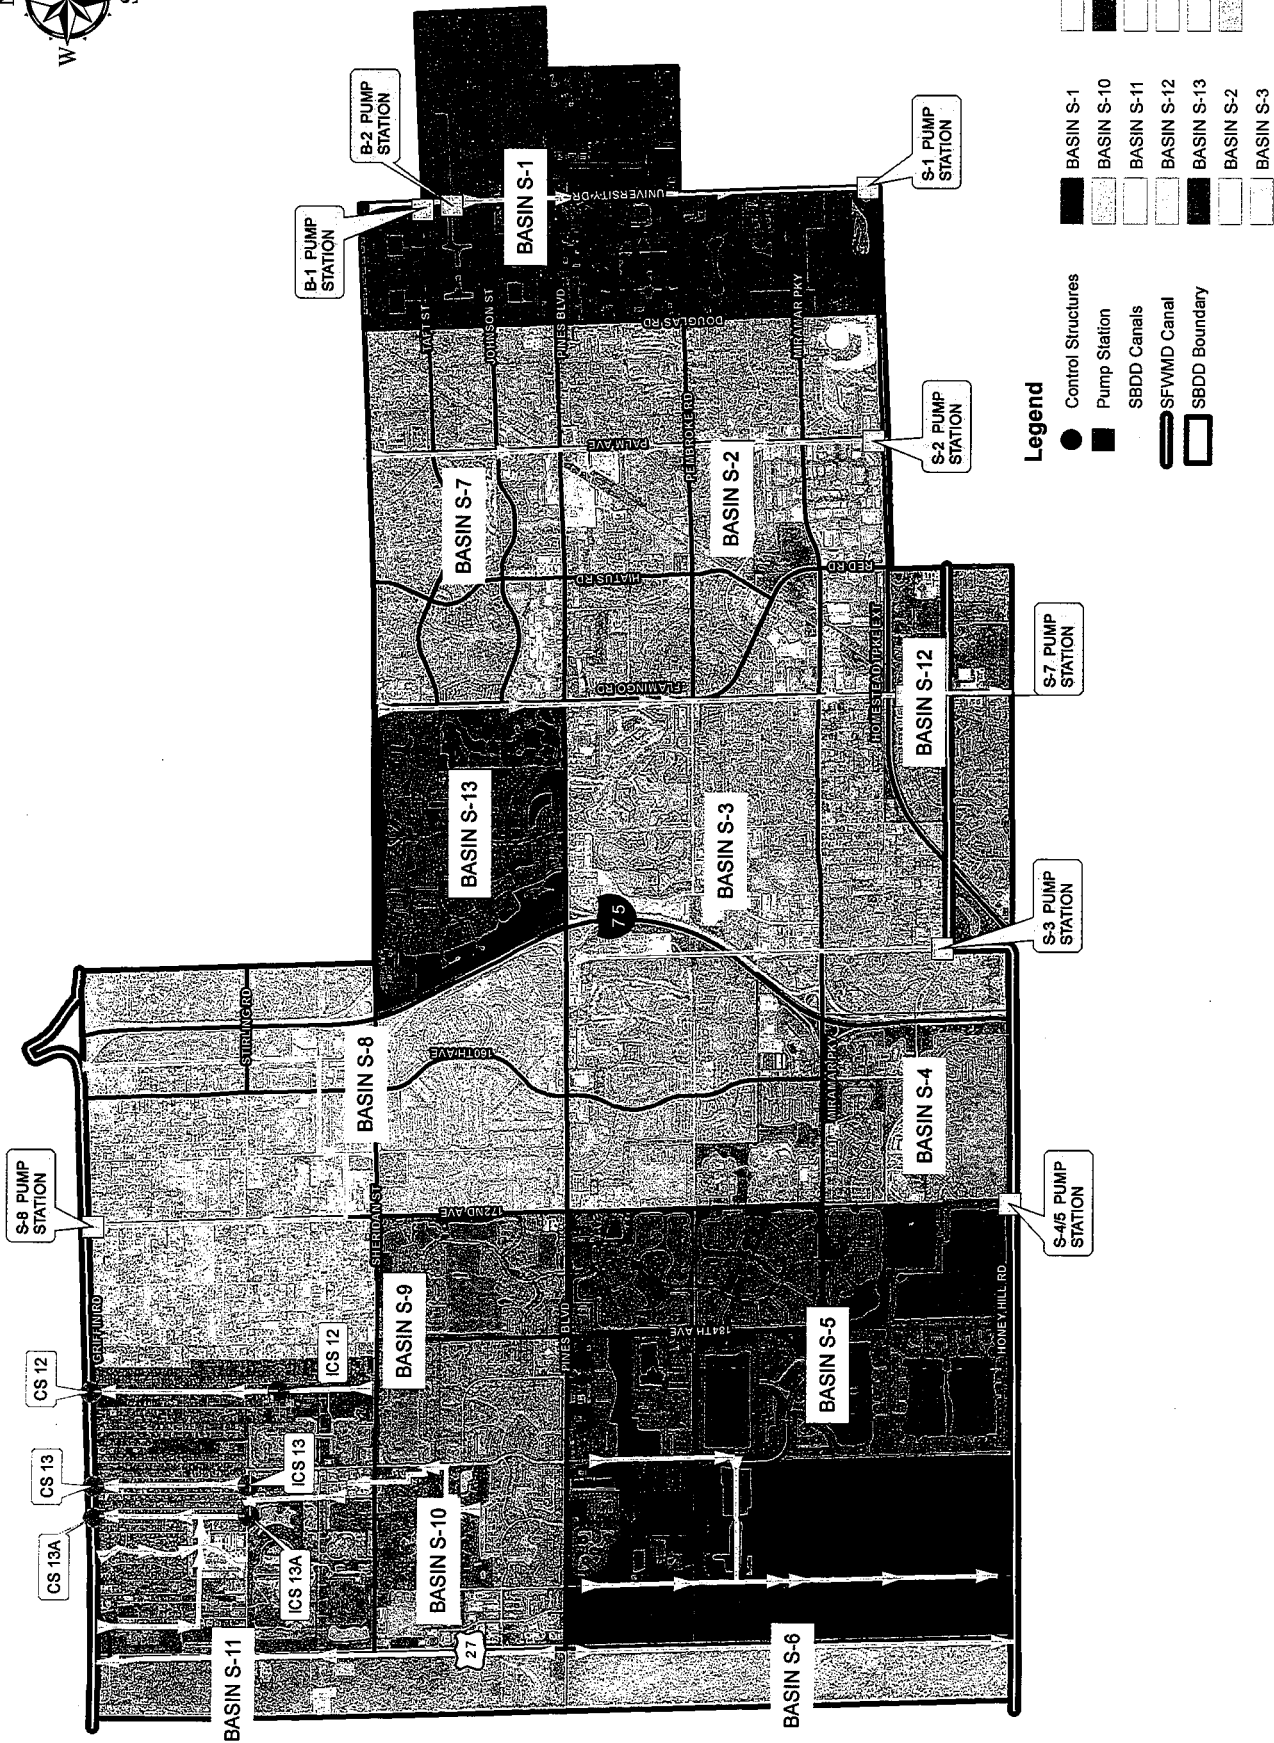 W
N
S
B-2 PUMP
STATION
B-1 PUMP
STATION
BASIN S-1
UNIVERSITY DR
S-1 PUMP
STATION
TAFT ST
JOHNSON ST
PINES BLVD
DOUGLAS RD
MIRAMAR PKY
PALM AVE
PEMBROKE RD
S-2 PUMP
STATION
BASIN S-7
BASIN S-2
HIATUS RD
RED RD
FLAMINGO RD
HOMESTEAD TPKE EXT
BASIN S-12
S-7 PUMP
STATION
BASIN S-13
BASIN S-3
75
S-3 PUMP
STATION
STIRLING RD
BASIN S-8
160TH AVE
MIRAMAR PKY
BASIN S-4
S-8 PUMP
STATION
SHERIDAN ST
172ND AVE
S-4/5 PUMP
STATION
GRIFFIN RD
CS 12
ICS 12
BASIN S-9
PINES BLVD
184TH AVE
BASIN S-5
HONEY HILL RD
CS 13
ICS 13
CS 13A
ICS 13A
BASIN S-10
BASIN S-11
27
BASIN S-6
Legend
Control Structures
Pump Station
SBDD Canals
SFWMD Canal
SBDD Boundary
BASIN S-1
BASIN S-10
BASIN S-11
BASIN S-12
BASIN S-13
BASIN S-2
BASIN S-3